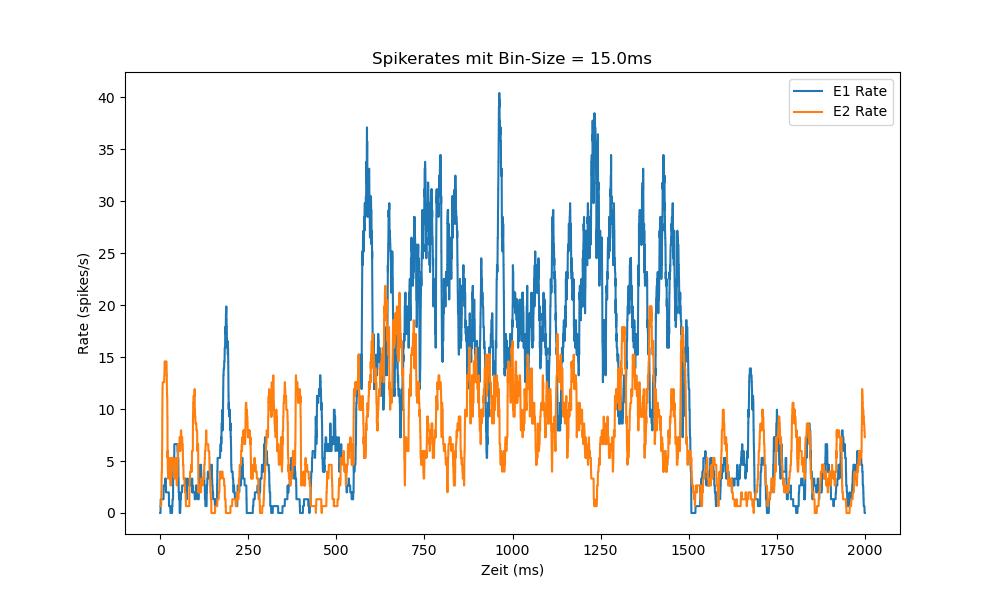 Spikerates mit Bin-Size = 15.0ms
E1 Rate
E2 Rate
40
35
30
25
20
15
10
5
0
Rate (spikes/s)
0 250 500 750 1000 1250 1500 1750 2000
Zeit (ms)